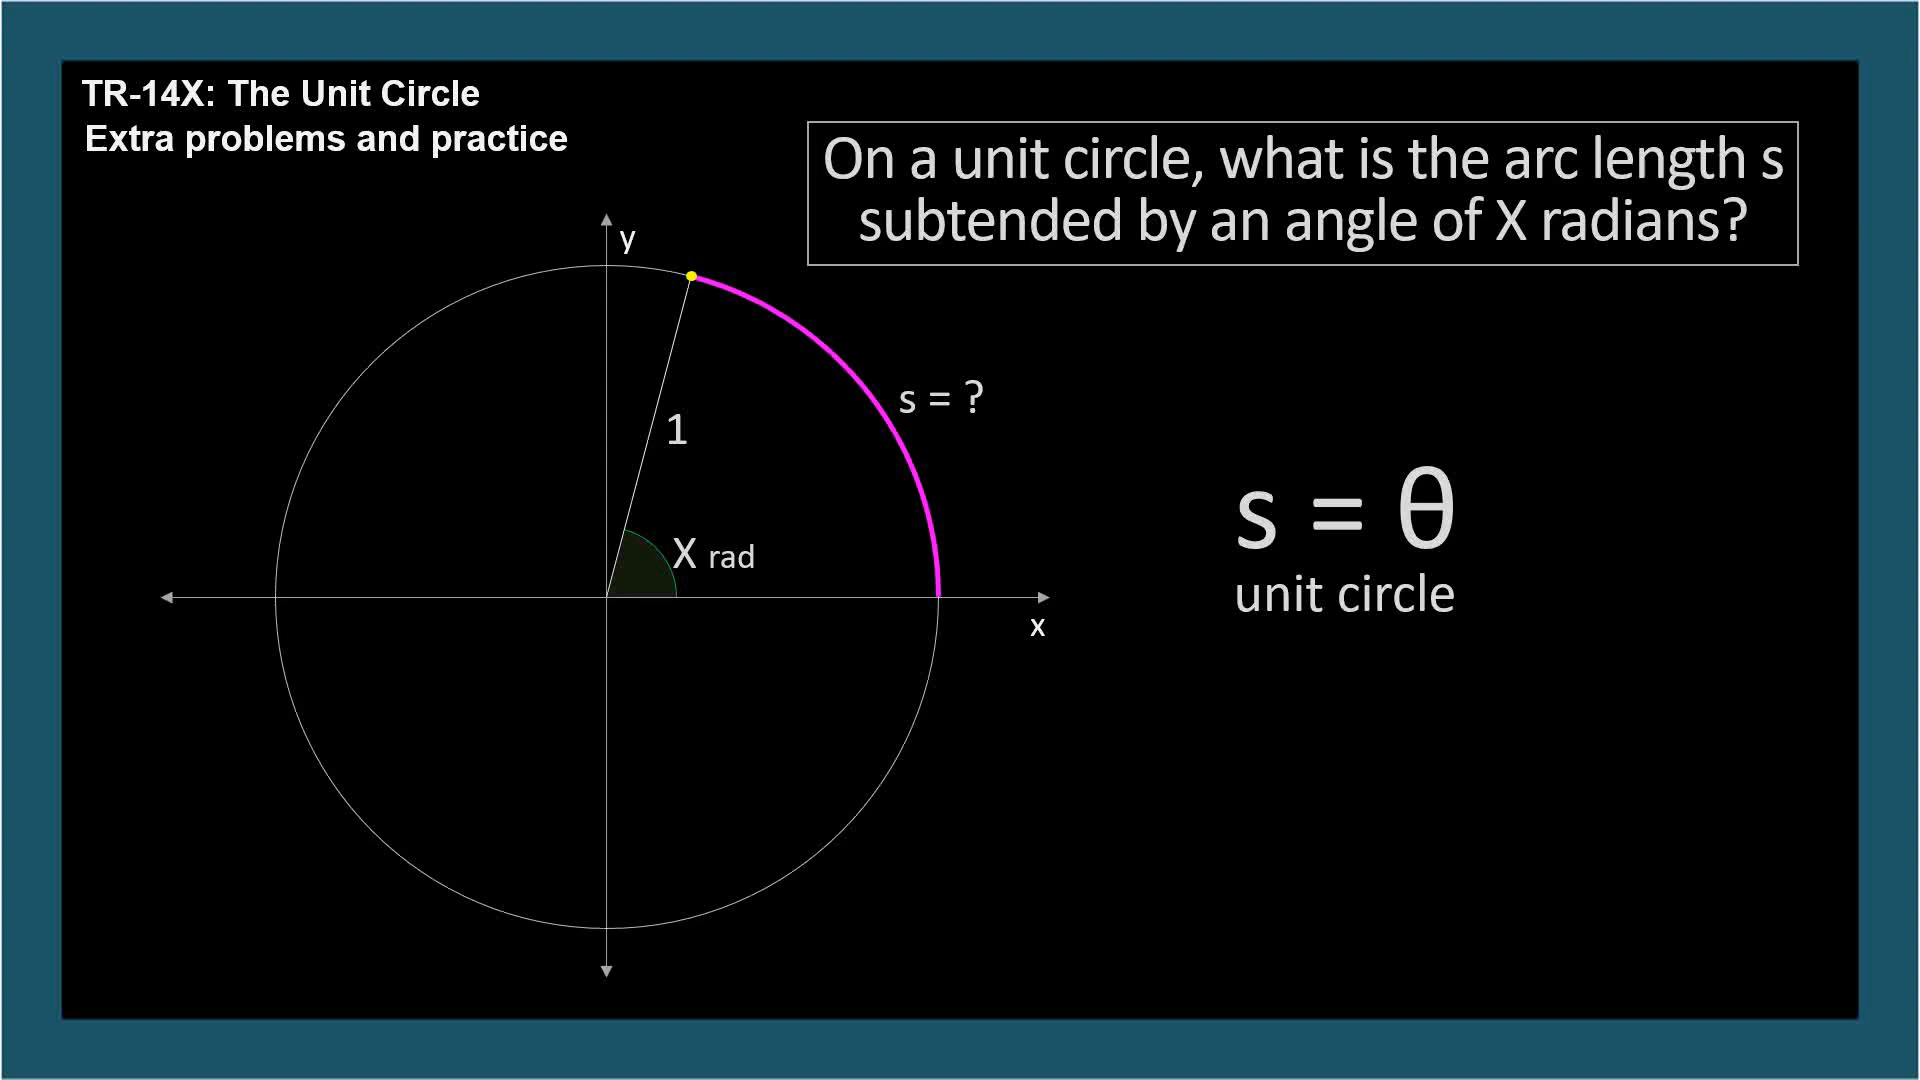 TR-14X: The Unit Circle
Extra problems and practice
On a unit circle, what is the arc length s
subtended by an angle of X radians?
y
s = ?
1
X rad
x
s = θ
unit circle